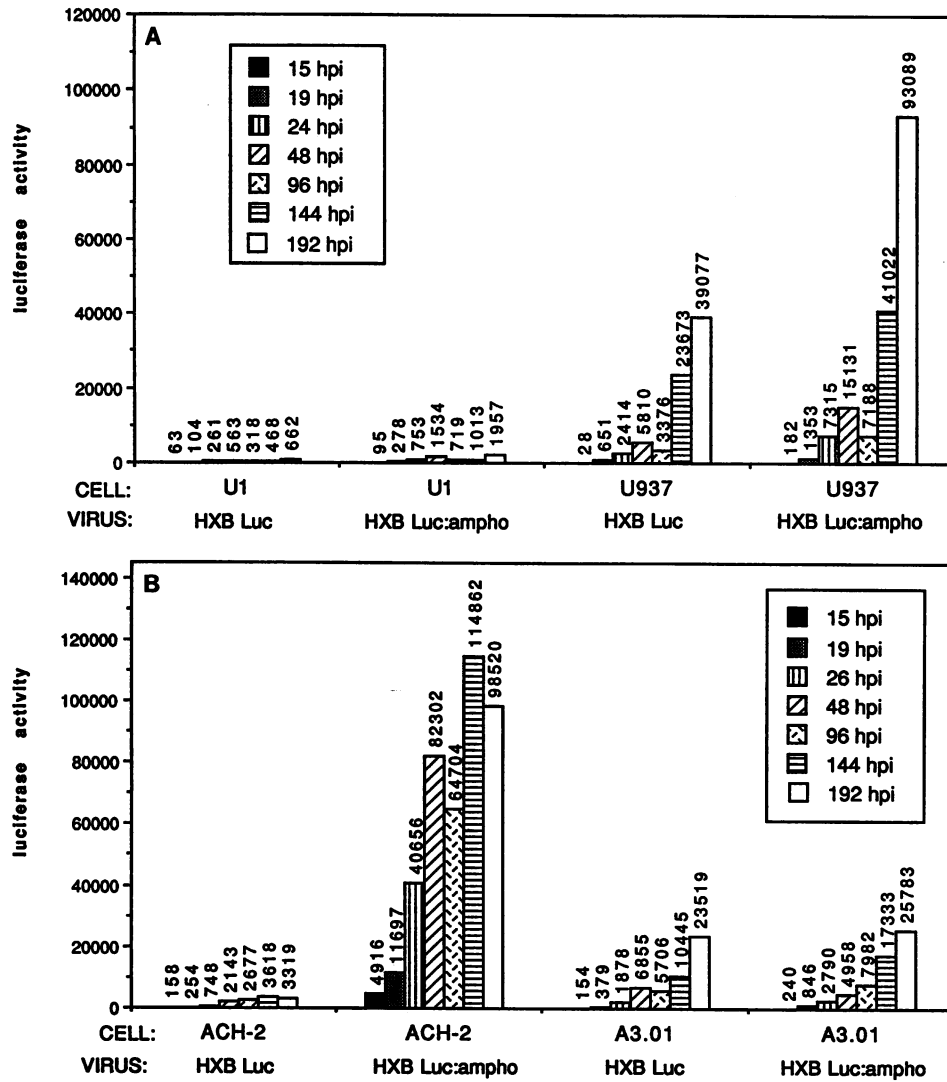 luciferase activity
120000
100000
80000
60000
40000
20000
0
A
15 hpi
19 hpi
24 hpi
48 hpi
96 hpi
144 hpi
192 hpi
63 104 261 563 318 468 662
95 278 753 1534 719 1013 1957
28 651 2414 5810 3376 23673 39077
182 1353 7315 15131 7188 41022 93089
CELL: U1 U1 U937 U937
VIRUS: HXB Luc HXB Luc:ampho HXB Luc HXB Luc:ampho
luciferase activity
140000
120000
100000
80000
60000
40000
20000
0
B
15 hpi
19 hpi
26 hpi
48 hpi
96 hpi
144 hpi
192 hpi
158 254 748 2143 2677 3618 3319
4916 11697 40656 82302 64704 114862 98520
154 379 1878 6855 5706 10445 23519
240 846 2790 4958 7982 17333 25783
CELL: ACH-2 ACH-2 A3.01 A3.01
VIRUS: HXB Luc HXB Luc:ampho HXB Luc HXB Luc:ampho